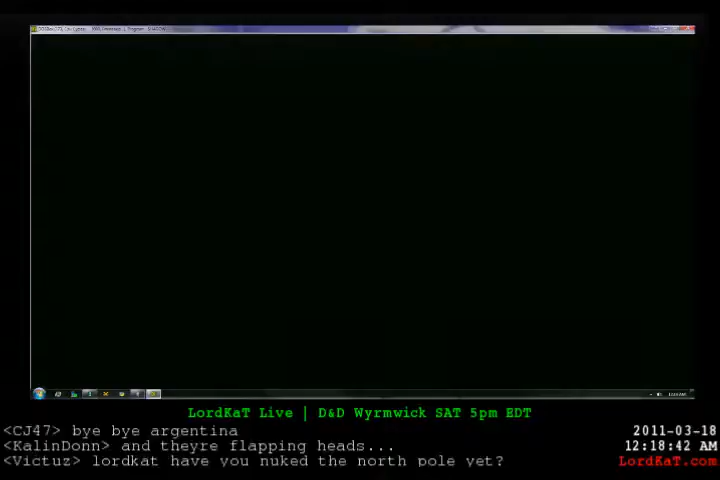 LordKaT Live | D&D Wyrmwick SAT 5pm EDT
<CJ47> bye bye argentina
2011-03-18
<KalinDonn> and theyre flapping heads...
12:18:42 AM
<Victuz> lordkat have you nuked the north pole yet?
LordKaT.com